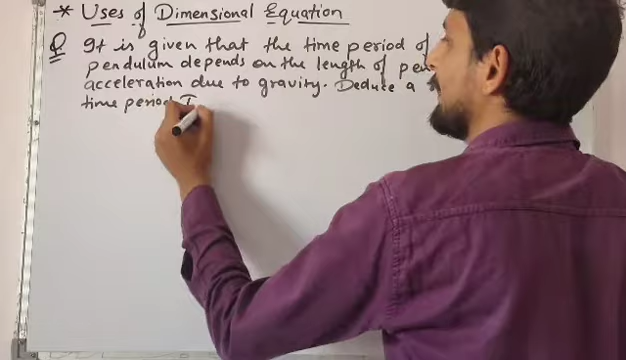 * Uses of Dimensional Equation
Q It is given that the time period of
pendulum depends on the length of pen
acceleration due to gravity. Deduce a
time period T